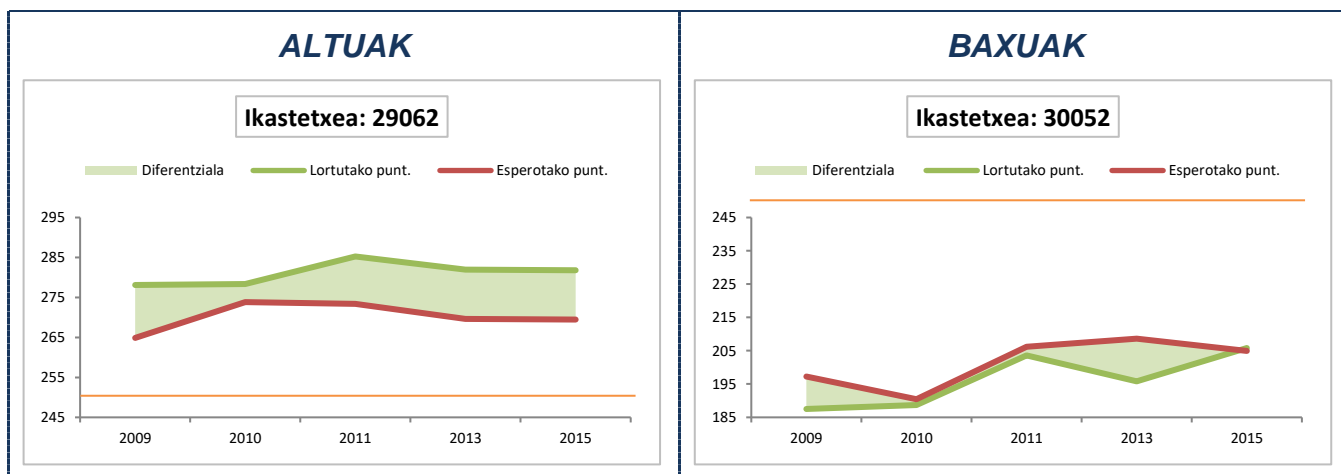 ALTUAK
Ikastetxea: 29062
Diferentziala Lortutako punt. Esperotako punt.
295
285
275
265
255
245
2009 2010 2011 2013 2015
BAXUAK
Ikastetxea: 30052
Diferentziala Lortutako punt. Esperotako punt.
245
235
225
215
205
195
185
2009 2010 2011 2013 2015